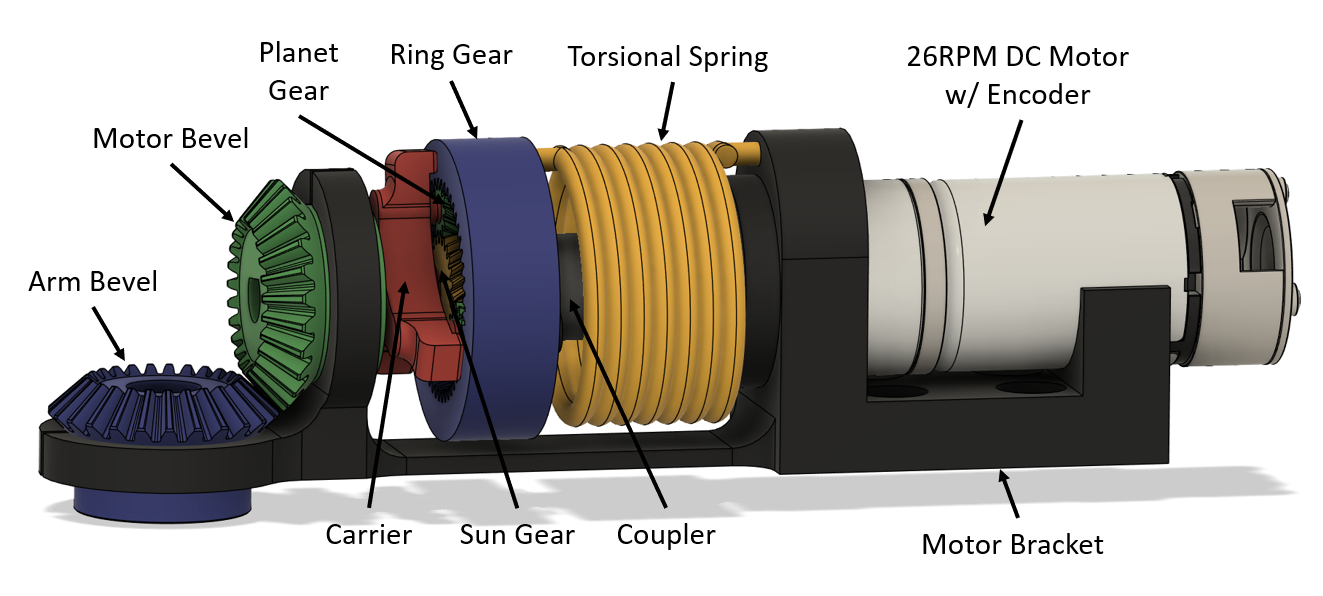 Planet
Gear
Ring Gear
Torsional Spring
26RPM DC Motor
w/ Encoder
Motor Bevel
Arm Bevel
Carrier
Sun Gear
Coupler
Motor Bracket